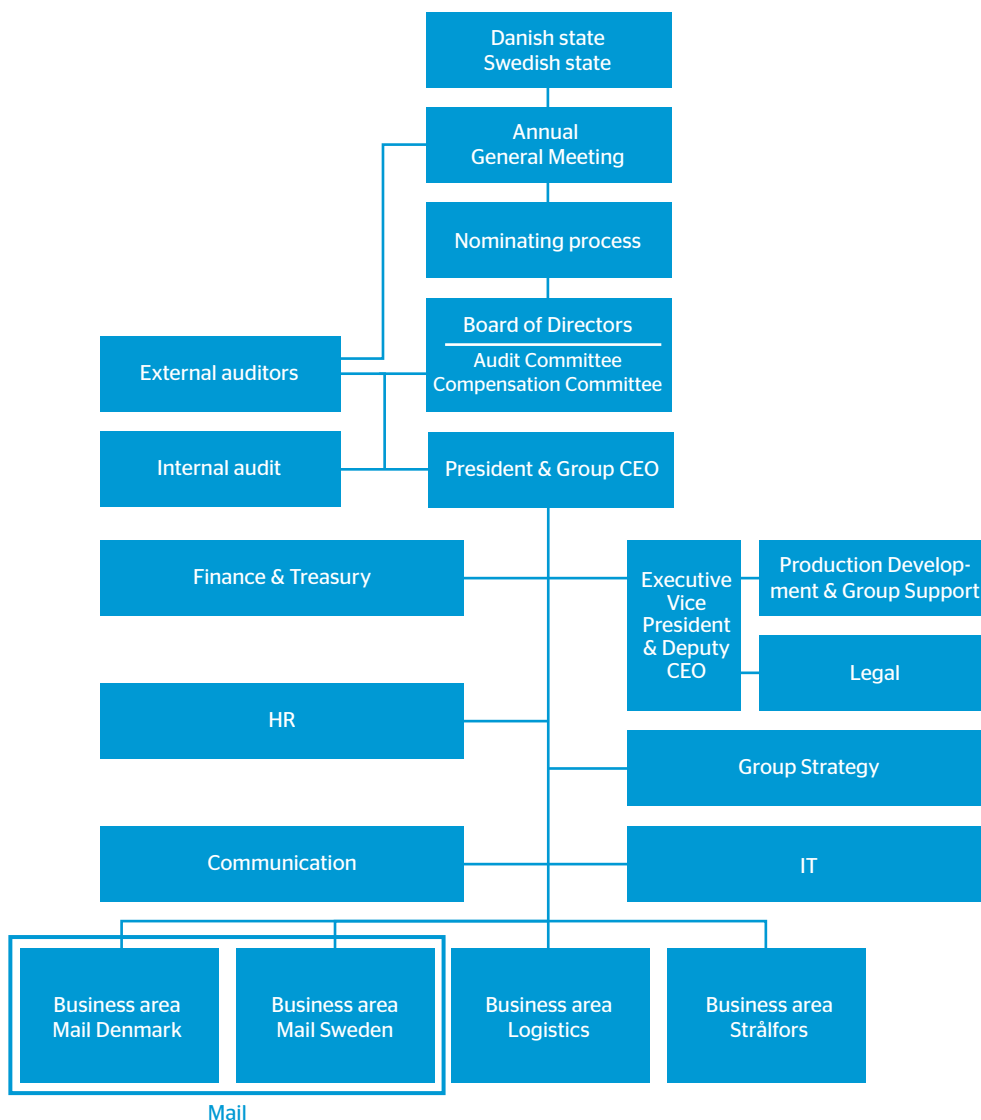 Danish state
Swedish state
Annual
General Meeting
Nominating process
Board of Directors
Audit Committee
Compensation Committee
External auditors
Internal audit
President & Group CEO
Finance & Treasury
Executive
Vice
President
& Deputy
CEO
Production Develop-
ment & Group Support
Legal
HR
Group Strategy
Communication
IT
Business area
Mail Denmark
Business area
Mail Sweden
Business area
Logistics
Business area
Strålfors
Mail